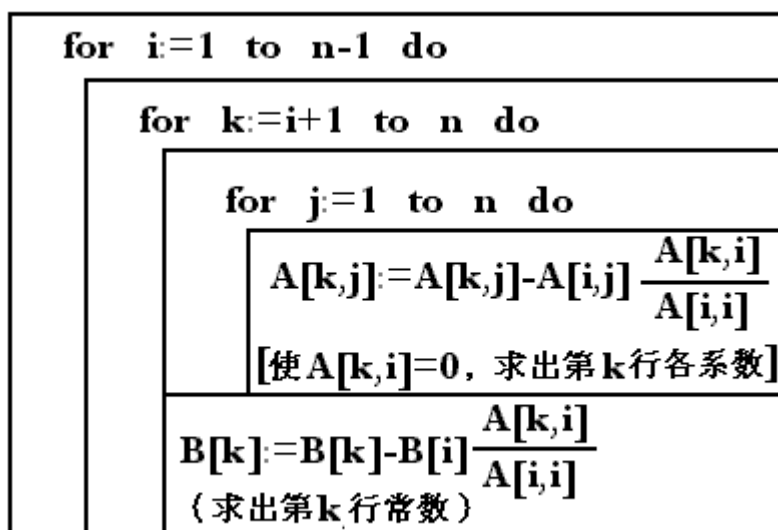 for i:=1 to n-1 do
for k:=i+1 to n do
for j:=1 to n do
A[k,j]:=A[k,j]-A[i,j] A[k,i]/A[i,i]
[使A[k,i]=0, 求出第k行各系数]
B[k]:=B[k]-B[i] A[k,i]/A[i,i]
(求出第k行常数)